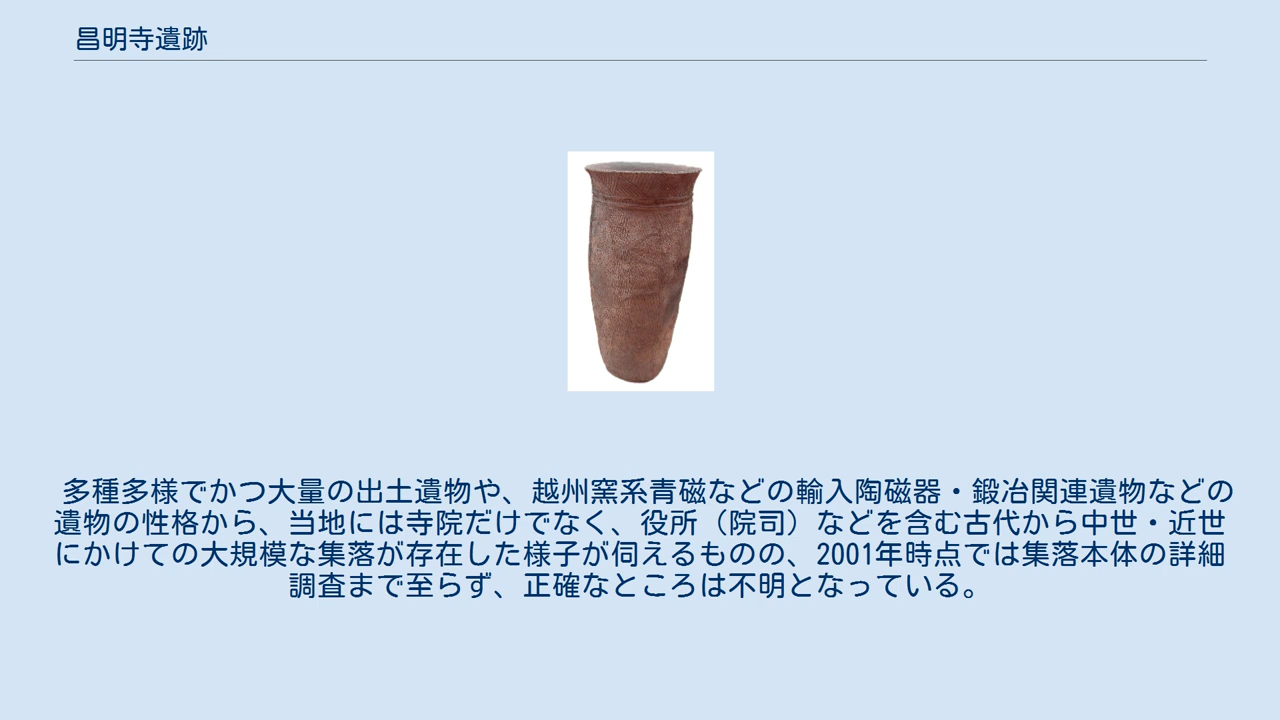 昌明寺遺跡
多種多様でかつ大量の出土遺物や、越州窯系青磁などの輸入陶磁器・鍛冶関連遺物などの
遺物の性格から、当地には寺院だけでなく、役所（院司）などを含む古代から中世・近世
にかけての大規模な集落が存在した様子が伺えるものの、2001年時点では集落本体の詳細
調査まで至らず、正確なところは不明となっている。